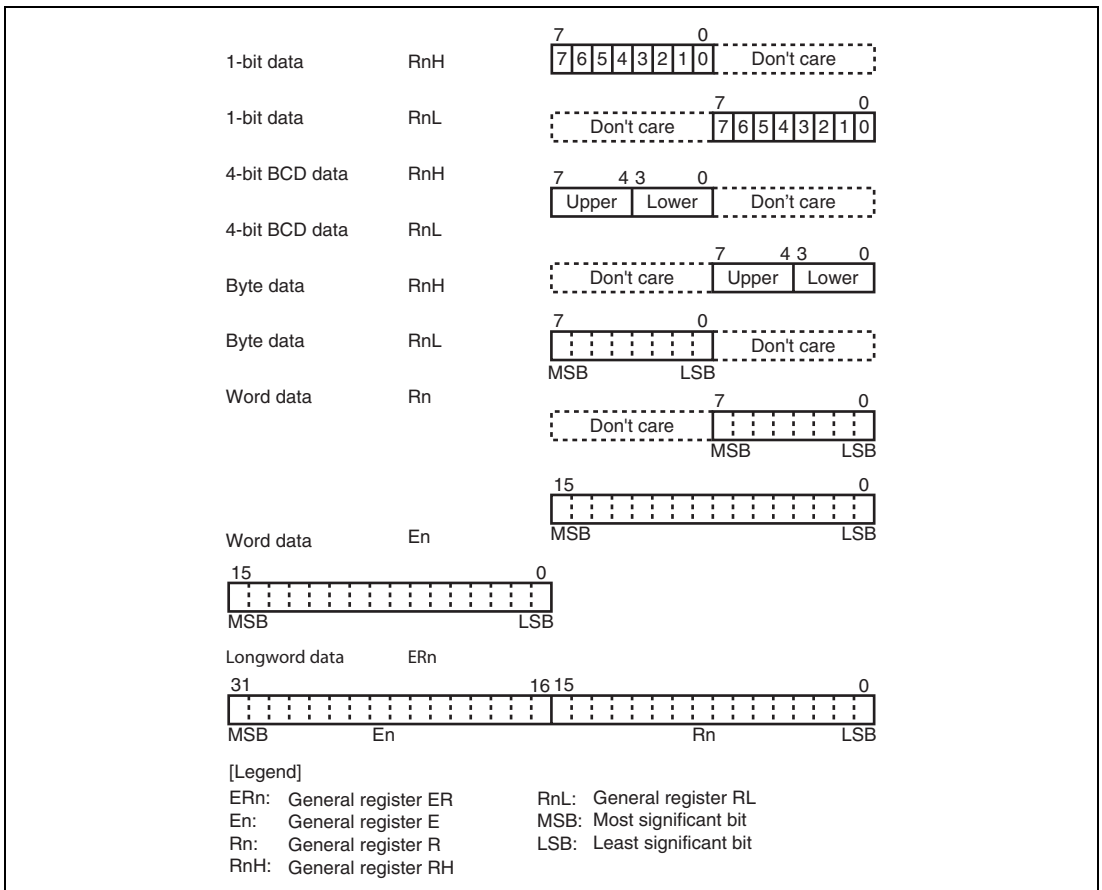 7 0
1-bit data RnH 7 6 5 4 3 2 1 0 Don't care
7 0
1-bit data RnL Don't care 7 6 5 4 3 2 1 0
4-bit BCD data RnH 7 4 3 0
Upper Lower Don't care
4-bit BCD data RnL
7 4 3 0
Don't care Upper Lower
Byte data RnH
7 0
Byte data RnL Don't care
MSB LSB
Word data Rn
7 0
Don't care
MSB LSB
15 0
MSB LSB
Word data En
15 0
MSB LSB
Longword data ERn
31 16 15 0
MSB En Rn LSB
[Legend]
ERn: General register ER
En: General register E
Rn: General register R
RnH: General register RH
RnL: General register RL
MSB: Most significant bit
LSB: Least significant bit